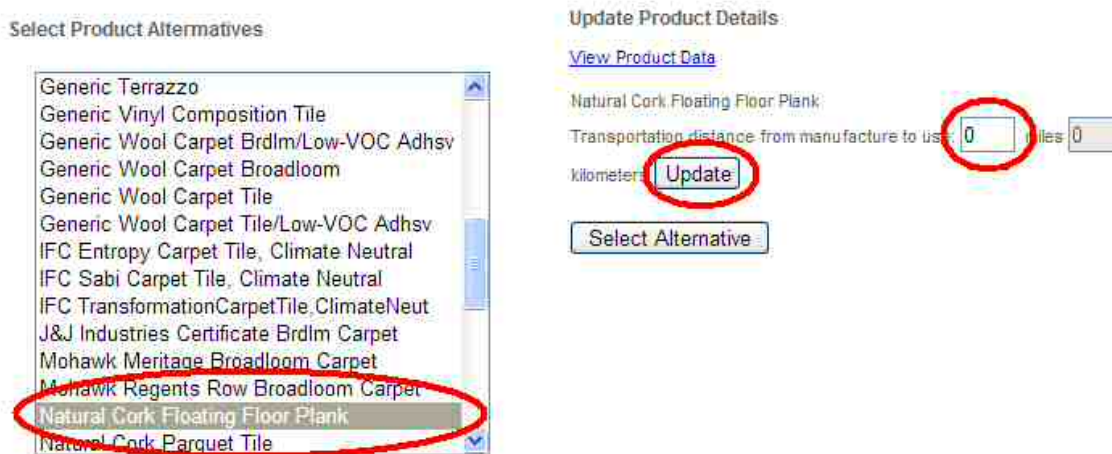 Select Product Alternatives
Generic Terrazzo
Generic Vinyl Composition Tile
Generic Wool Carpet Brdlm/Low-VOC Adhsv
Generic Wool Carpet Broadloom
Generic Wool Carpet Tile
Generic Wool Carpet Tile/Low-VOC Adhsv
IFC Entropy Carpet Tile, Climate Neutral
IFC Sabi Carpet Tile, Climate Neutral
IFC TransformationCarpetTile,ClimateNeut
J&J Industries Certificate Brdlm Carpet
Mohawk Meritage Broadloom Carpet
Mohawk Regents Row Broadloom Carpet
Natural Cork Floating Floor Plank
Natural Cork Parquet Tile
Update Product Details
View Product Data
Natural Cork Floating Floor Plank
Transportation distance from manufacture to use: 0 miles 0
kilometers Update
Select Alternative